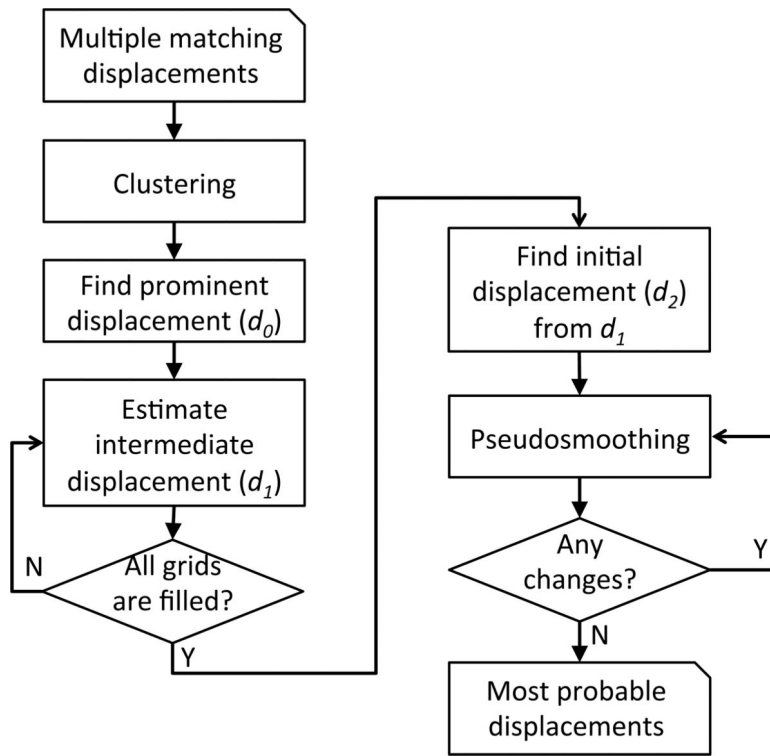 Multiple matching
displacements
Clustering
Find prominent
displacement (d₀)
Estimate
intermediate
displacement (d₁)
All grids
are filled?
N
Y
Find initial
displacement (d₂)
from d₁
Pseudosmoothing
Any
changes?
Y
N
Most probable
displacements